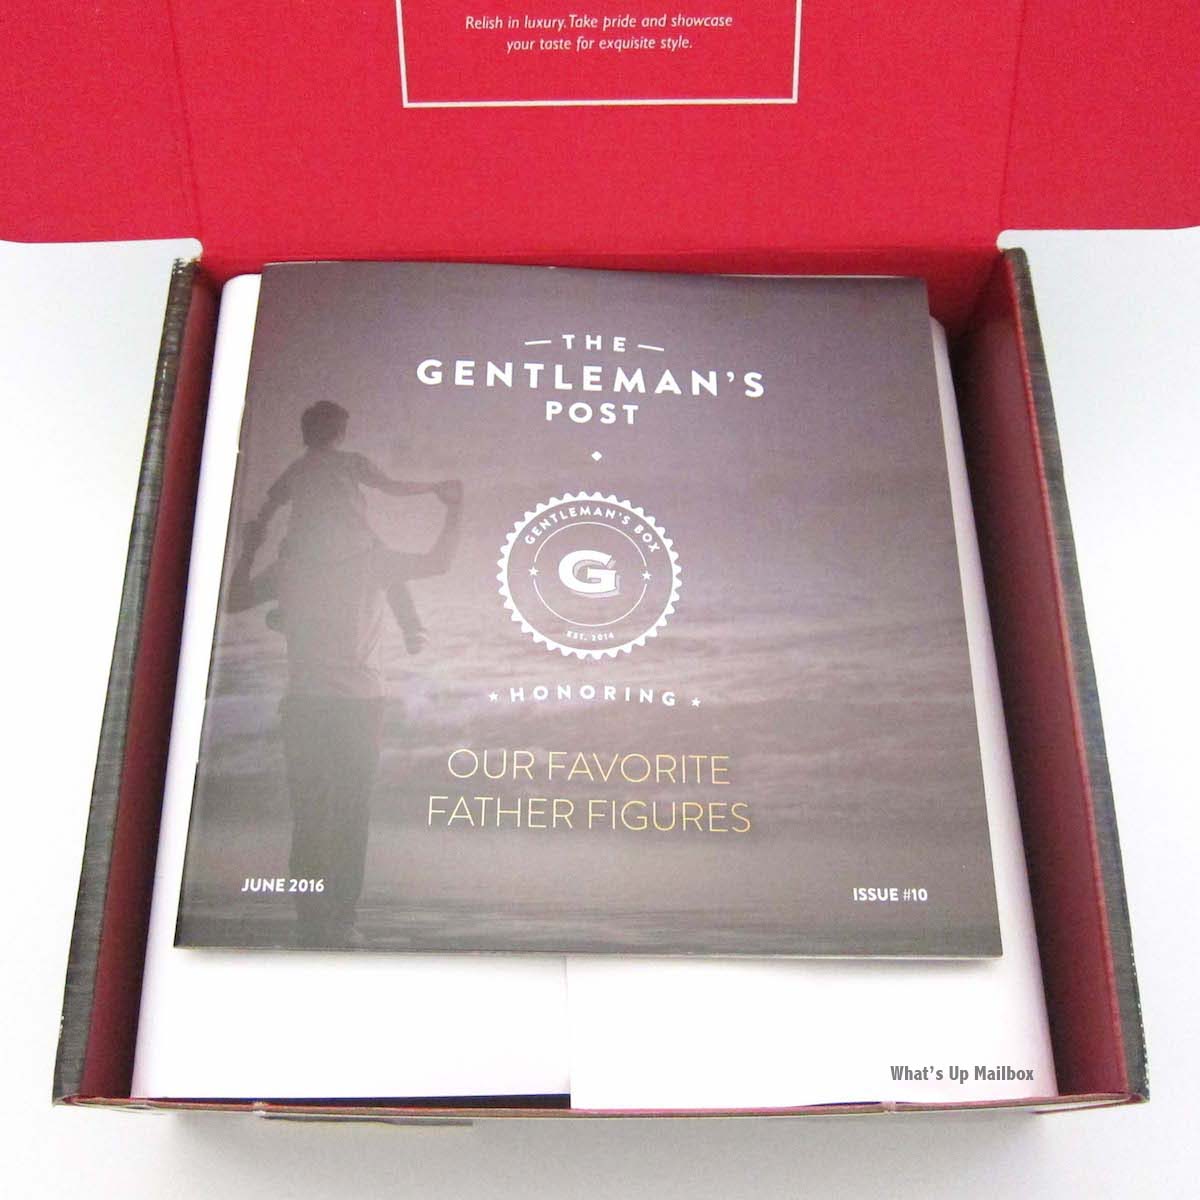 Relish in luxury. Take pride and showcase
your taste for exquisite style.
THE
GENTLEMAN'S
POST
GENTLEMAN'S BOX
G
EST. 2014
HONORING
OUR FAVORITE
FATHER FIGURES
JUNE 2016
ISSUE #10
What's Up Mailbox